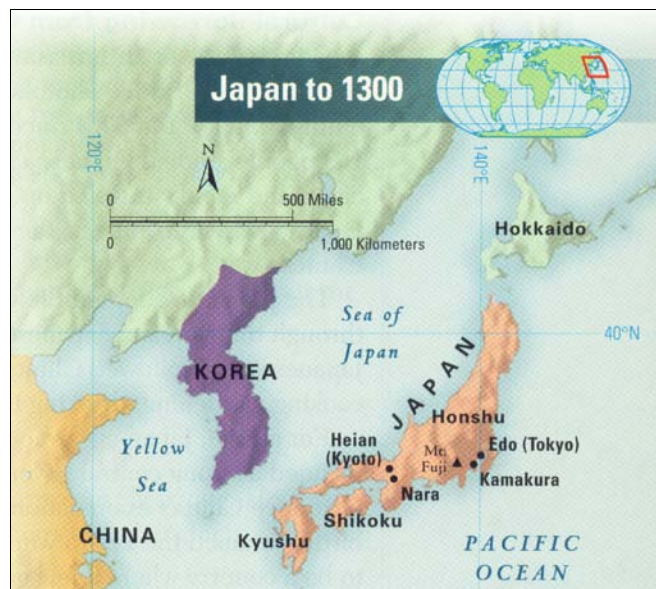 Japan to 1300
120°E
140°E
N
0
500 Miles
0
1,000 Kilometers
Hokkaido
Sea of
Japan
40°N
KOREA
JAPAN
Honshu
Yellow
Sea
Heian
(Kyoto)
Mt.
Fuji
Edo (Tokyo)
Kamakura
Nara
Shikoku
CHINA
Kyushu
PACIFIC
OCEAN